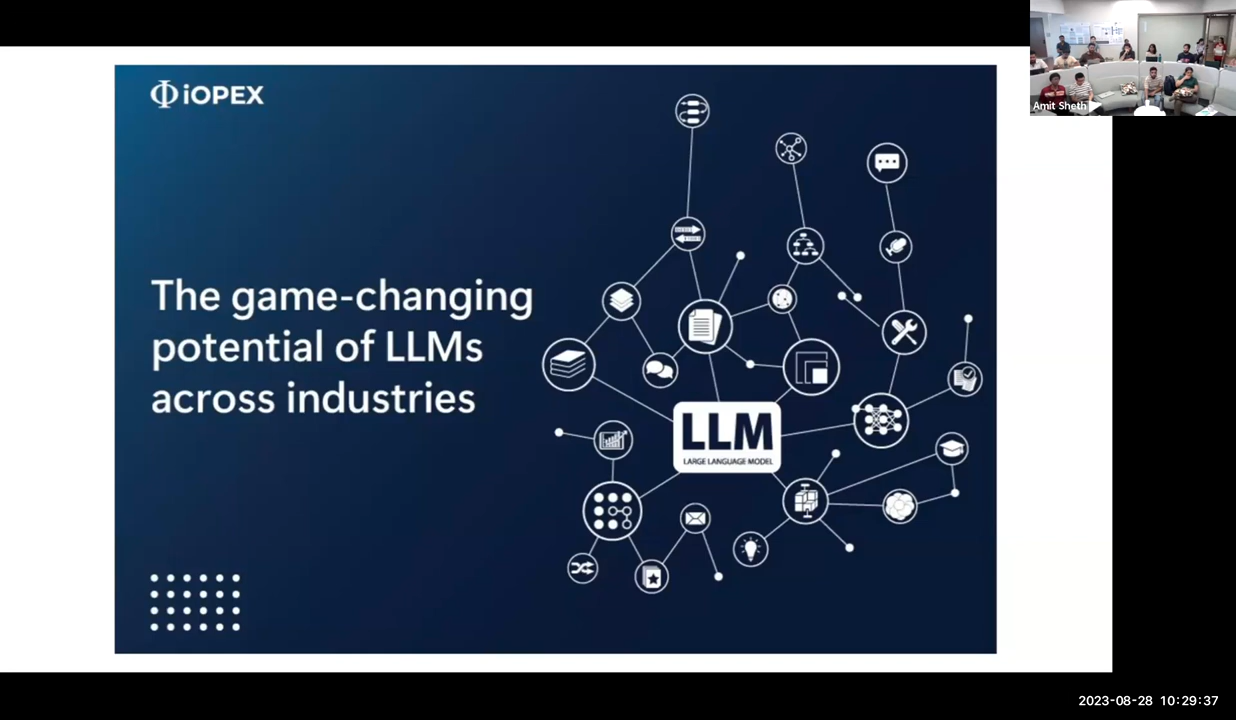 iOPEX
The game-changing
potential of LLMs
across industries
LLM
LARGE LANGUAGE MODEL
Amit Sheth
2023-08-28 10:29:37